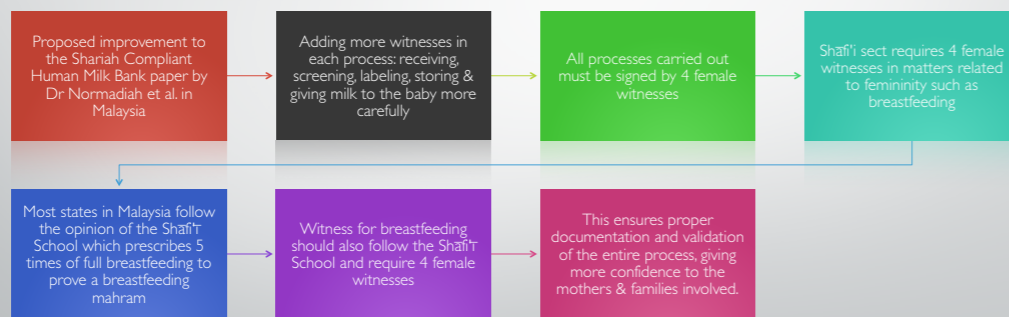 Proposed improvement to
the Shariah Compliant
Human Milk Bank paper by
Dr Normadiah et al. in
Malaysia
Adding more witnesses in
each process: receiving,
screening, labeling, storing &
giving milk to the baby more
carefully
All processes carried out
must be signed by 4 female
witnesses
Shāfi'i sect requires 4 female
witnesses in matters related
to femininity such as
breastfeeding
Most states in Malaysia follow
the opinion of the Shāfi'ī
School which prescribes 5
times of full breastfeeding to
prove a breastfeeding
mahram
Witness for breastfeeding
should also follow the Shāfi'ī
School and require 4 female
witnesses
This ensures proper
documentation and validation
of the entire process, giving
more confidence to the
mothers & families involved.